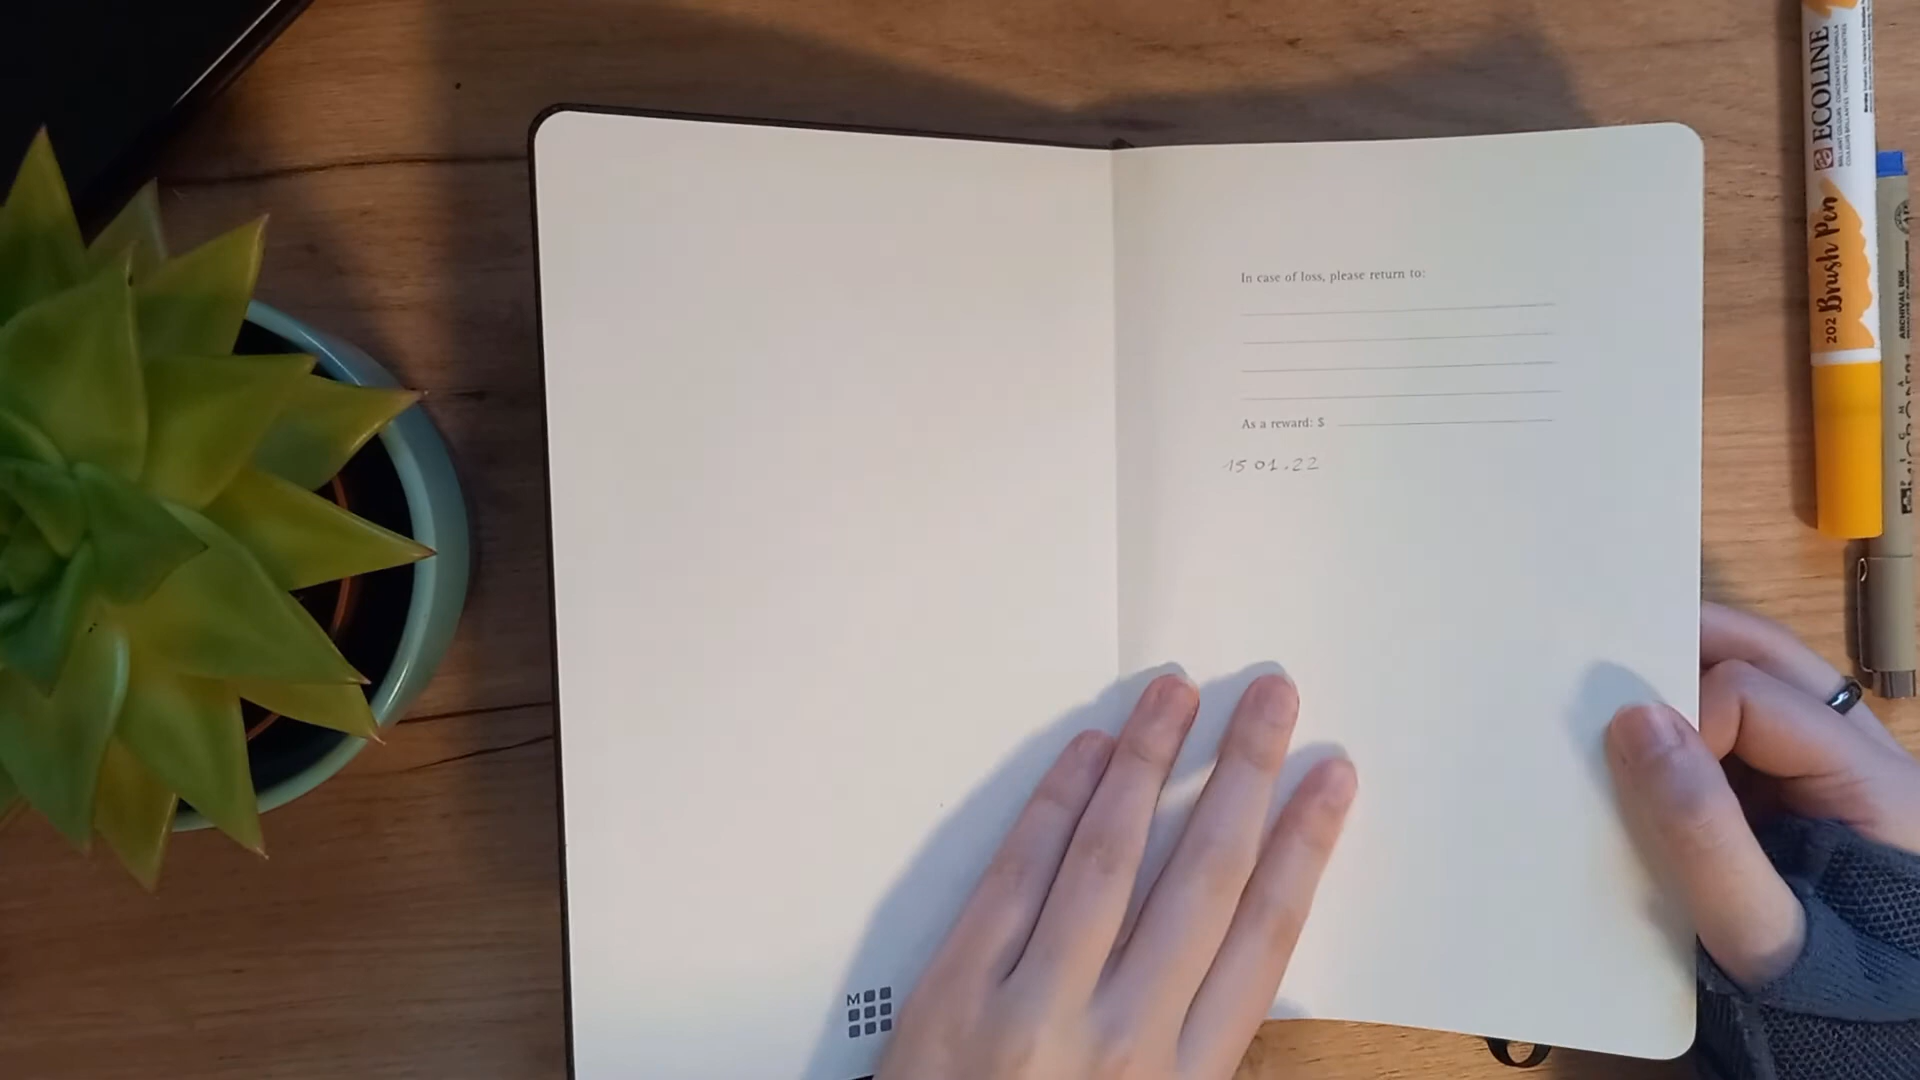 In case of loss, please return to:
As a reward: $
15 01.22
M
ECOLINE
Brush Pen
202
ARCHIVAL INK